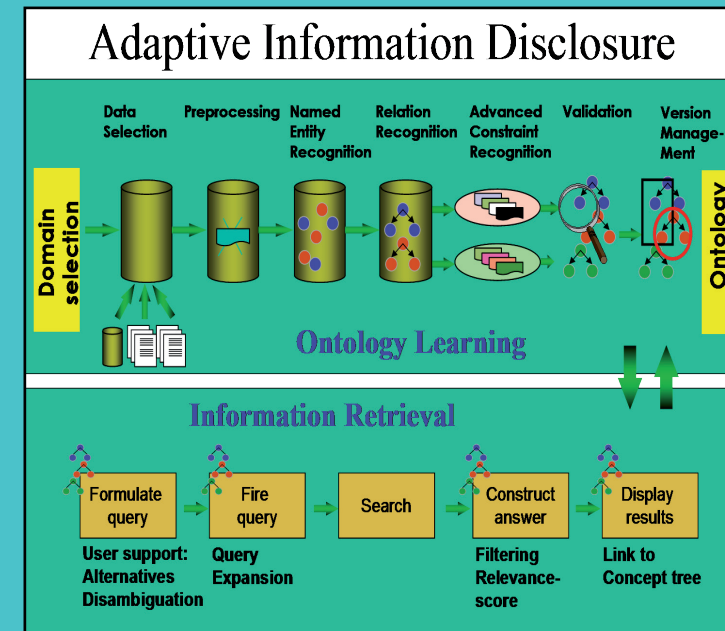 Adaptive Information Disclosure
Data
Selection
Preprocessing
Named
Entity
Recognition
Relation
Recognition
Advanced
Constraint
Recognition
Validation
Version
Manage-
Ment
Domain
selection
Ontology
Ontology Learning
Information Retrieval
Formulate
query
Fire
query
Search
Construct
answer
Display
results
User support:
Alternatives
Disambiguation
Query
Expansion
Filtering
Relevance-
score
Link to
Concept tree